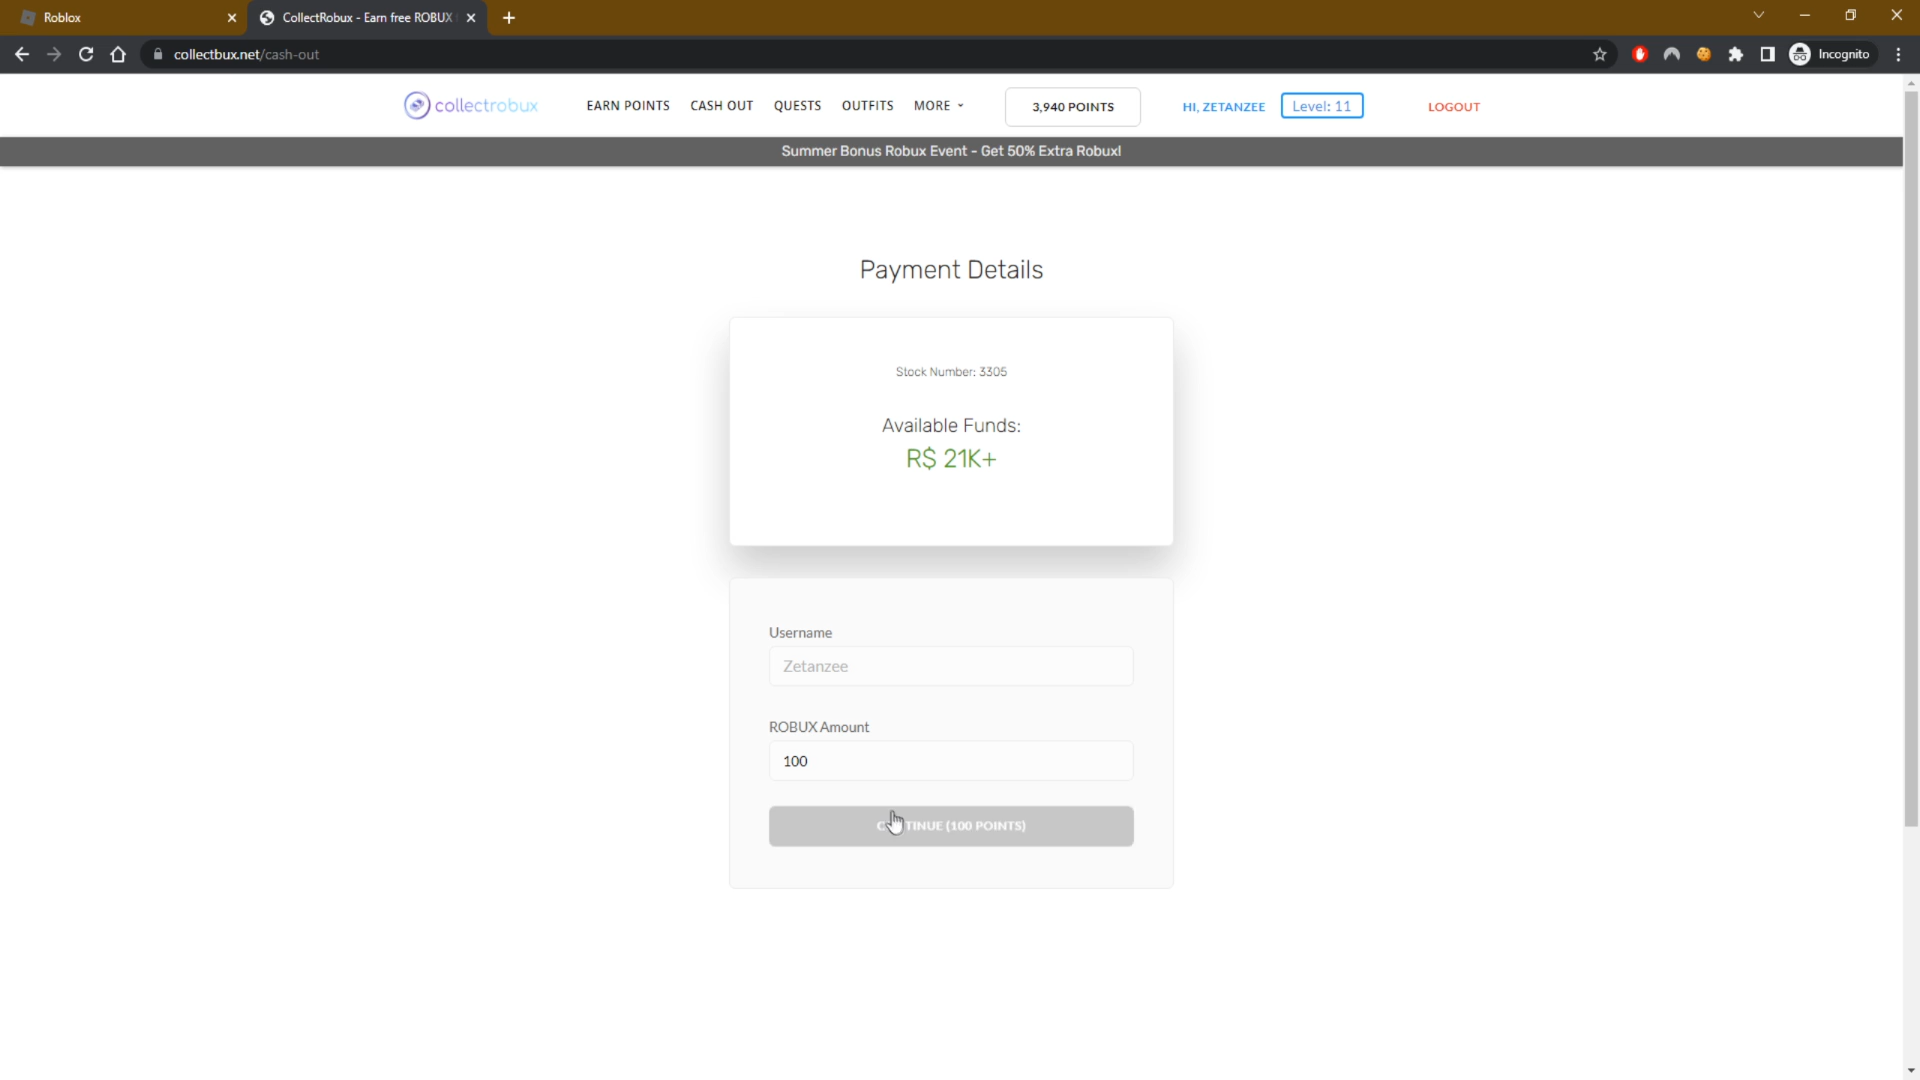 Roblox
CollectRobux - Earn free ROBUX
collectbux.net/cash-out
Incognito
collectrobux
EARN POINTS
CASH OUT
QUESTS
OUTFITS
MORE
3,940 POINTS
HI, ZETANZEE
Level: 11
LOGOUT
Summer Bonus Robux Event - Get 50% Extra Robux!
Payment Details
Stock Number: 3305
Available Funds:
R$ 21K+
Username
Zetanzee
ROBUX Amount
100
(100 POINTS)